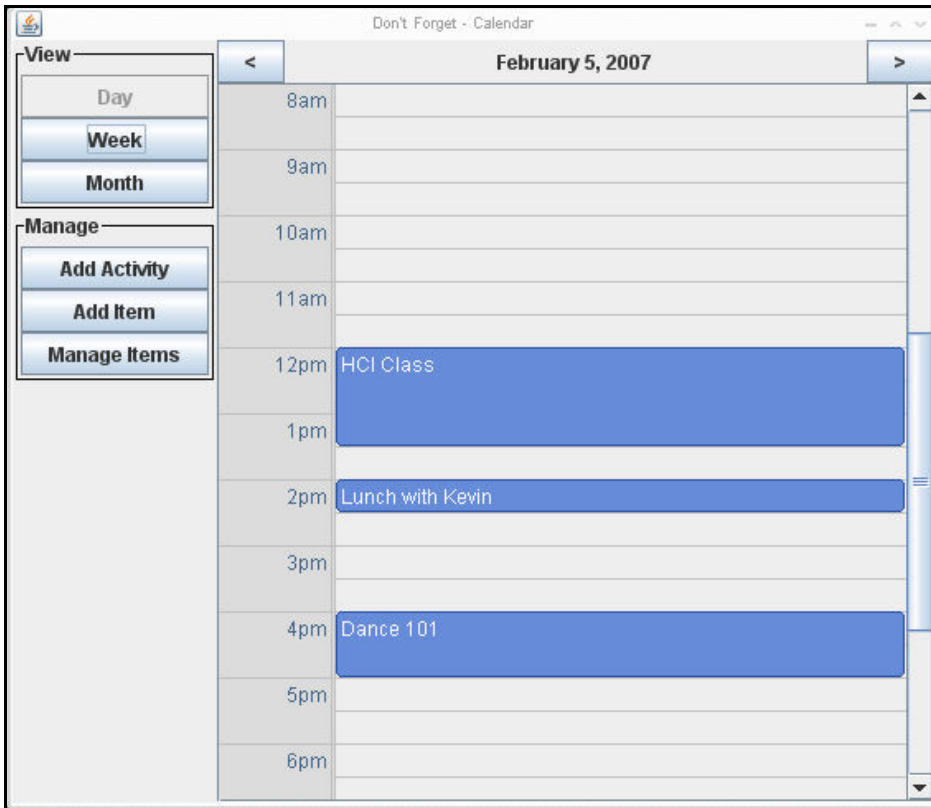 Don't Forget - Calendar
View
Day
Week
Month
Manage
Add Activity
Add Item
Manage Items
<
February 5, 2007
>
8am
9am
10am
11am
12pm HCI Class
1pm
2pm Lunch with Kevin
3pm
4pm Dance 101
5pm
6pm